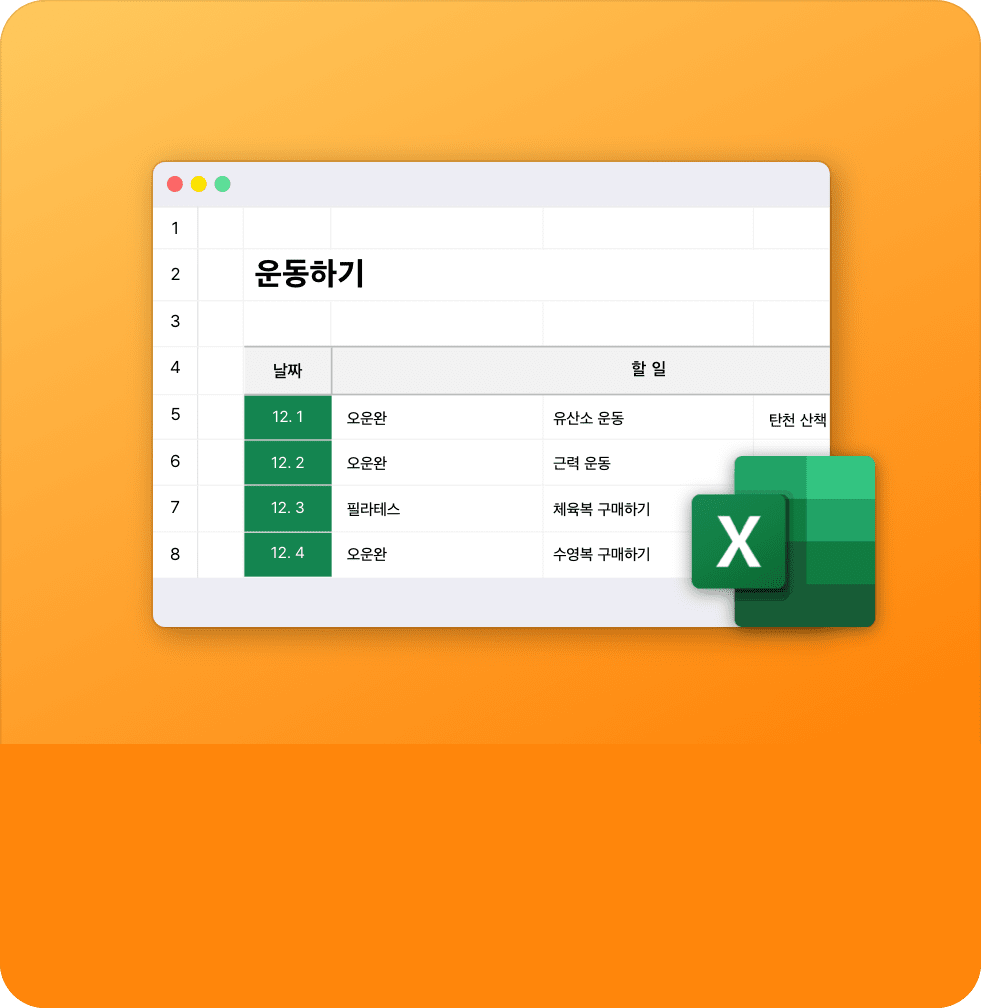 1
2 운동하기
3
4 날짜 할 일
5 12. 1 오운완 유산소 운동 탄천 산책
6 12. 2 오운완 근력 운동
7 12. 3 필라테스 체육복 구매하기
8 12. 4 오운완 수영복 구매하기
X